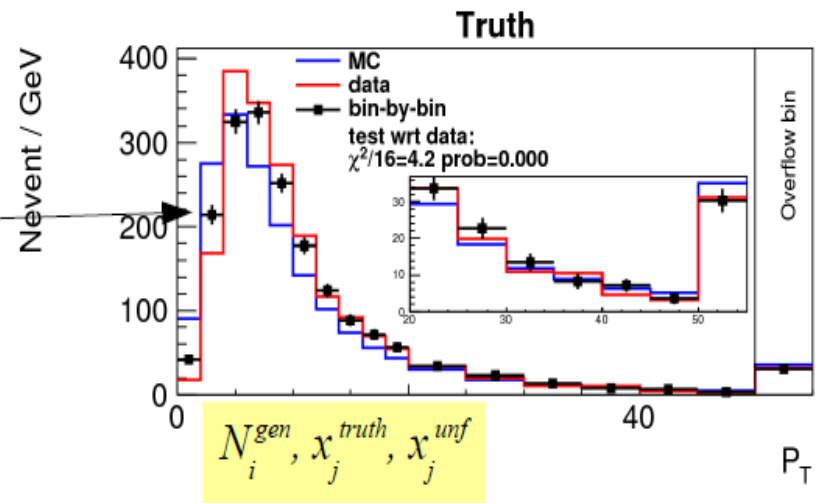 Truth
Nevent / GeV
400
300
200
100
0
MC
data
bin-by-bin
test wrt data:
χ²/16=4.2 prob=0.000
30
20
10
0
20
30
40
50
Overflow bin
0
40
P_T
N_i^{gen}, x_j^{truth}, x_j^{unf}